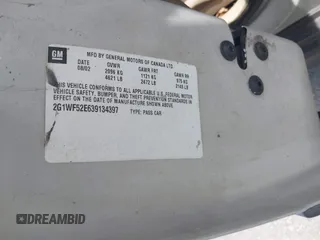 GM
MFD BY GENERAL MOTORS OF CANADA LTD.
DATE GVWR GAWR FRT GAWR RR
08/02 2096 KG 1121 KG 975 KG
4621 LB 2472 LB 2149 LB
THIS VEHICLE CONFORMS TO ALL APPLICABLE U.S. FEDERAL MOTOR
VEHICLE SAFETY, BUMPER, AND THEFT PREVENTION STANDARDS IN
EFFECT ON THE DATE OF MANUFACTURE SHOWN ABOVE.
2G1WF52E639134397
TYPE: PASS CAR
DREAMBID